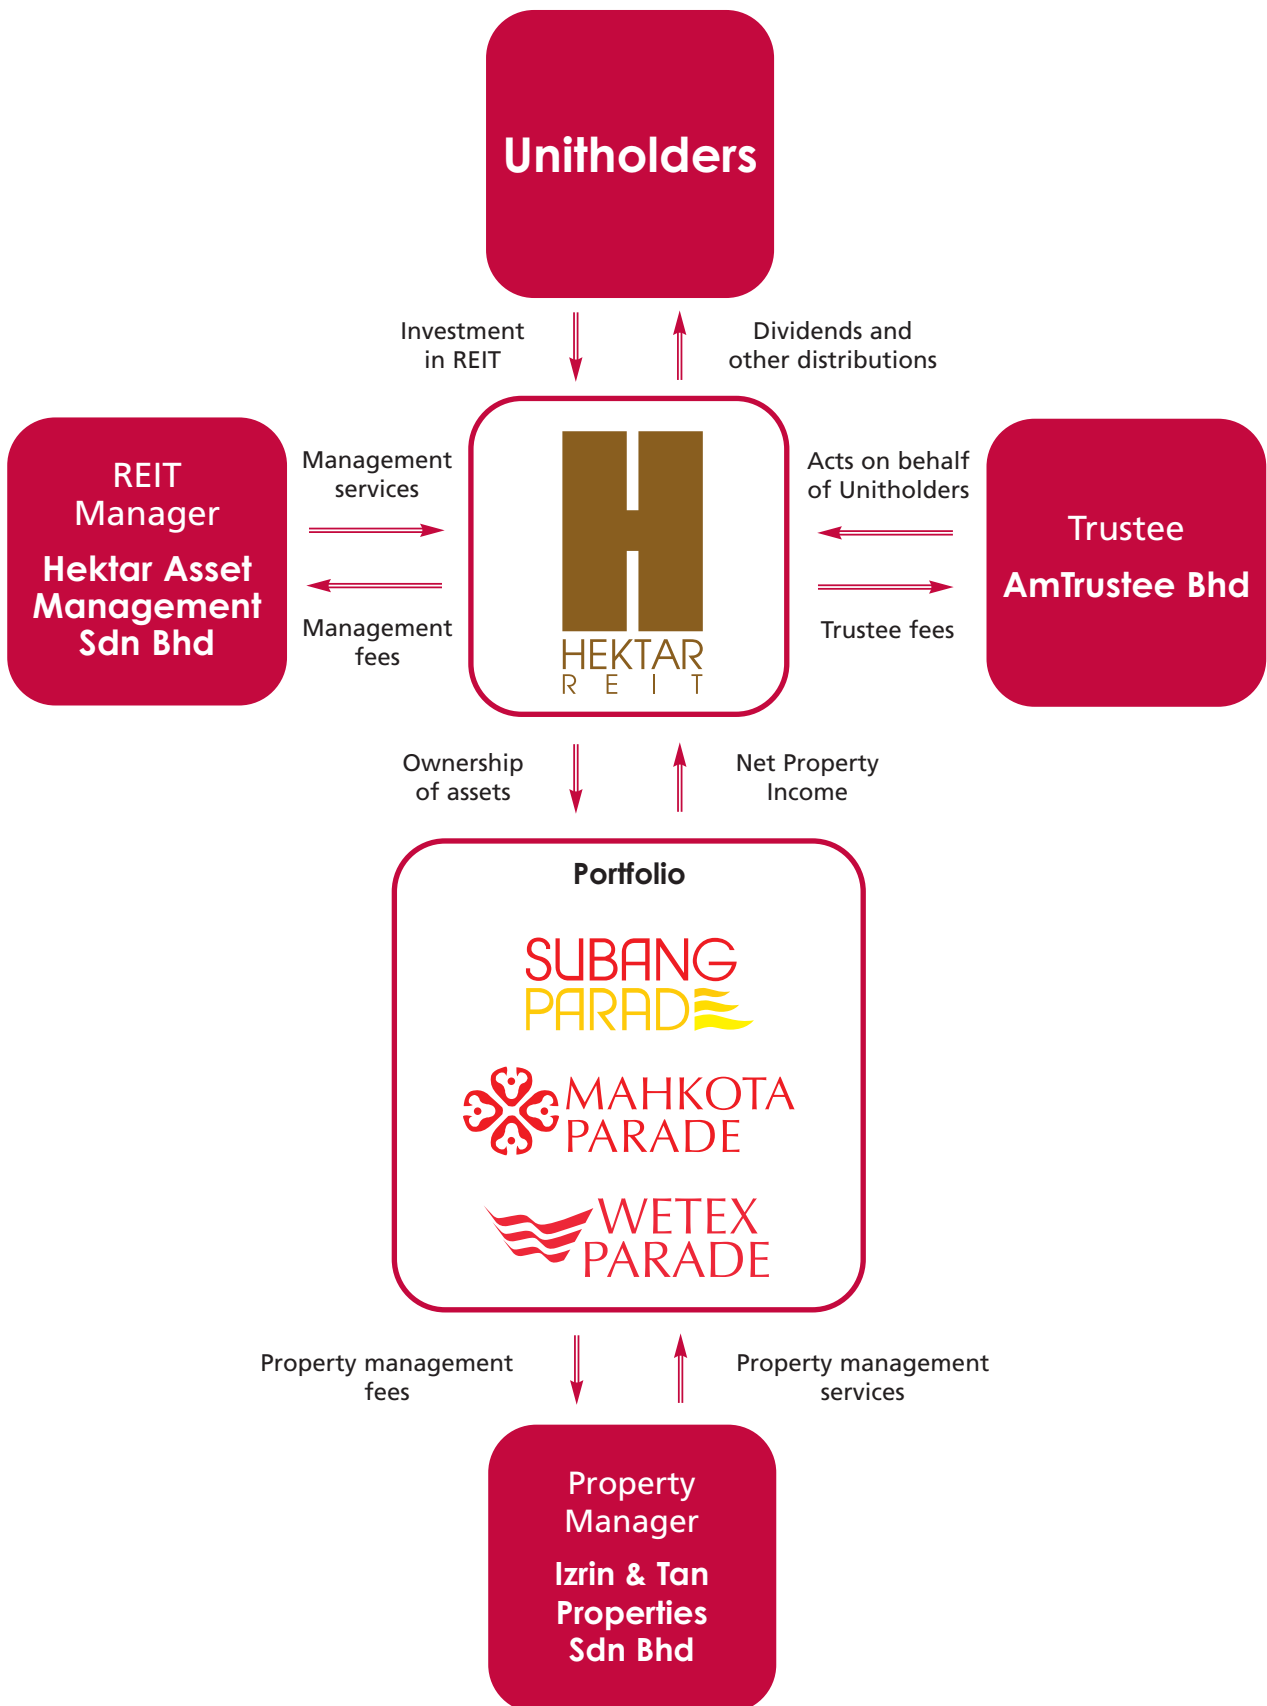 Unitholders
Investment
in REIT
Dividends and
other distributions
REIT
Manager
Hektar Asset
Management
Sdn Bhd
Management
services
Management
fees
HEKTAR
REIT
Acts on behalf
of Unitholders
Trustee fees
Trustee
AmTrustee Bhd
Ownership
of assets
Net Property
Income
Portfolio
SUBANG
PARADE
MAHKOTA
PARADE
WETEX
PARADE
Property management
fees
Property management
services
Property
Manager
Izrin & Tan
Properties
Sdn Bhd